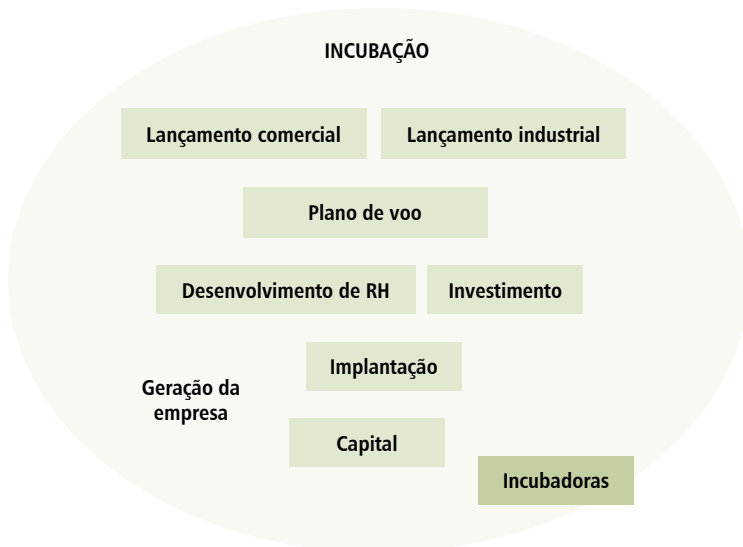 INCUBAÇÃO
Lançamento comercial
Lançamento industrial
Plano de voo
Desenvolvimento de RH
Investimento
Implantação
Geração da
empresa
Capital
Incubadoras